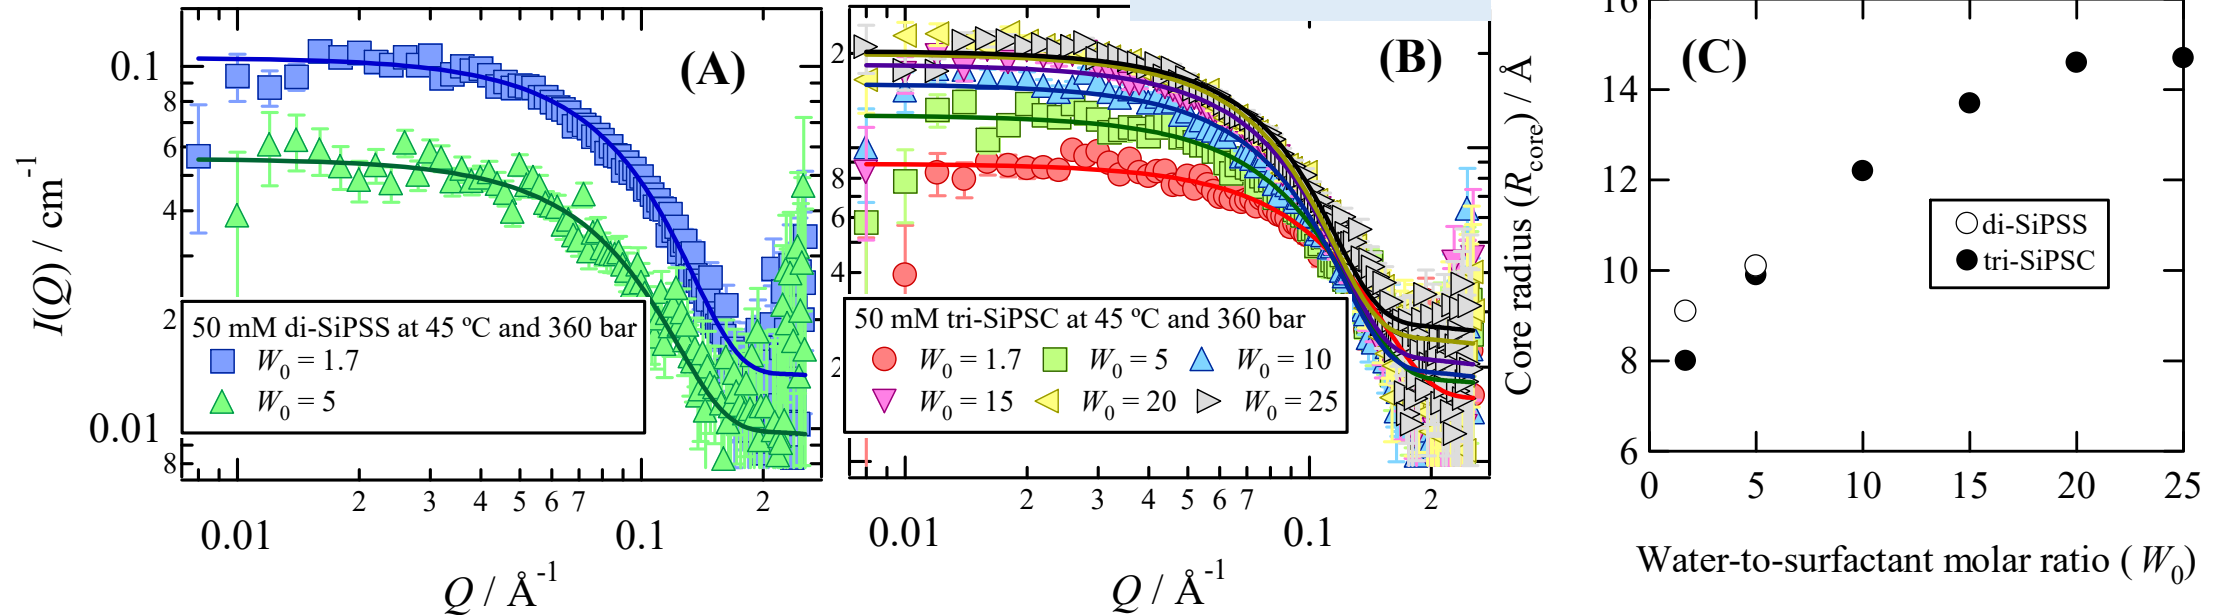 (A)
I(Q) / cm-1
0.1
8
6
4
2
0.01
8
50 mM di-SiPSS at 45 ºC and 360 bar
W0 = 1.7
W0 = 5
2 3 4 5 6 7 2
0.01 0.1
Q / Å-1
(B)
2
8
6
4
2
50 mM tri-SiPSC at 45 ºC and 360 bar
W0 = 1.7 W0 = 5 W0 = 10
W0 = 15 W0 = 20 W0 = 25
2 3 4 5 6 7 2
0.01 0.1
Q / Å-1
(C)
Core radius (Rcore) / Å
16
14
12
10
8
6
di-SiPSS
tri-SiPSC
0 5 10 15 20 25
Water-to-surfactant molar ratio ( W0)